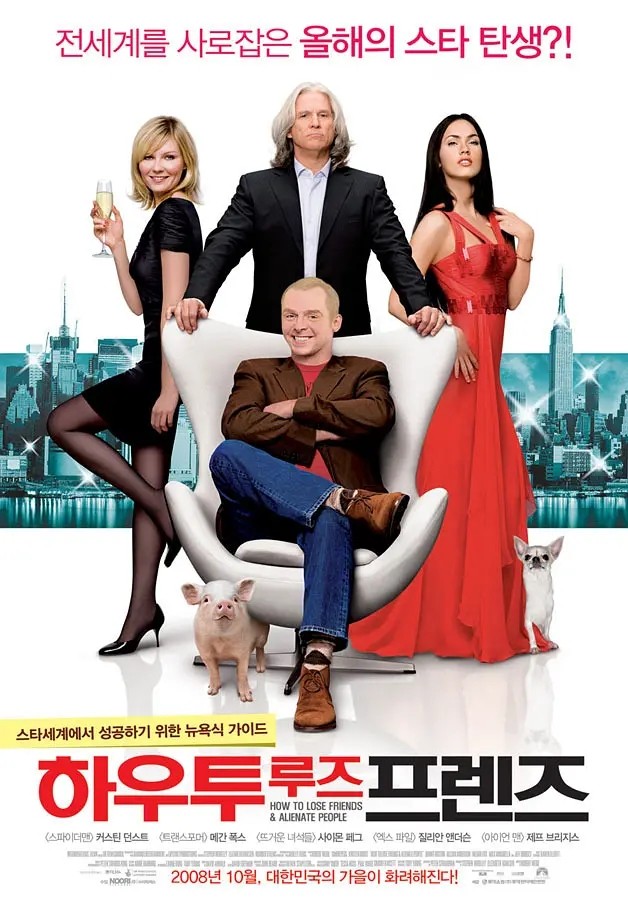 전세계를 사로잡은 올해의 스타 탄생?!
스타세계에서 성공하기 위한 뉴욕식 가이드
하우투 루즈 프렌즈
HOW TO LOSE FRIENDS
& ALIENATE PEOPLE
<스파이더맨> 커스틴 던스트 <트랜스포머> 메간 폭스 <뜨거운 녀석들> 사이몬 페그 <엑스 파일> 질리안 앤더슨 <아이언 맨> 제프 브리지스
NOORI
2008년 10월, 대한민국의 가을이 화려해진다!